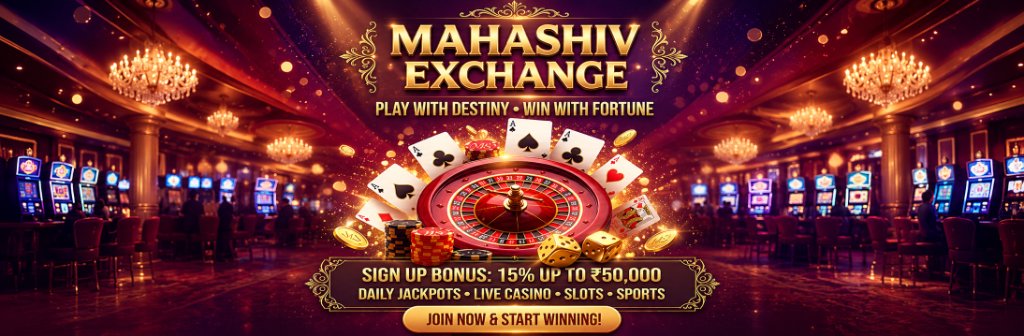 MAHASHIV
EXCHANGE
PLAY WITH DESTINY • WIN WITH FORTUNE
SIGN UP BONUS: 15% UP TO ₹50,000
DAILY JACKPOTS • LIVE CASINO • SLOTS • SPORTS
JOIN NOW & START WINNING!